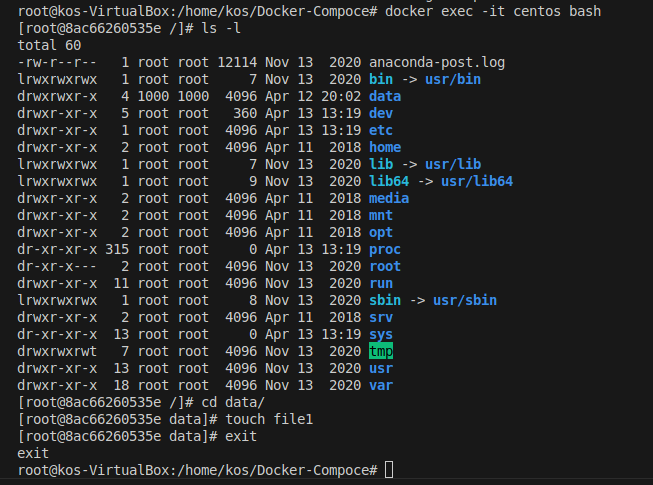 root@kos-VirtualBox:/home/kos/Docker-Compoce# docker exec -it centos bash
[root@8ac66260535e /]# ls -l
total 60
-rw-r--r--   1 root root 12114 Nov 13  2020 anaconda-post.log
lrwxrwxrwx   1 root root     7 Nov 13  2020 bin -> usr/bin
drwxrwxr-x   4 1000 1000  4096 Apr 12 20:02 data
drwxr-xr-x   5 root root   360 Apr 13 13:19 dev
drwxr-xr-x   1 root root  4096 Apr 13 13:19 etc
drwxr-xr-x   2 root root  4096 Apr 11  2018 home
lrwxrwxrwx   1 root root     7 Nov 13  2020 lib -> usr/lib
lrwxrwxrwx   1 root root     9 Nov 13  2020 lib64 -> usr/lib64
drwxr-xr-x   2 root root  4096 Apr 11  2018 media
drwxr-xr-x   2 root root  4096 Apr 11  2018 mnt
drwxr-xr-x   2 root root  4096 Apr 11  2018 opt
dr-xr-xr-x 315 root root     0 Apr 13 13:19 proc
dr-xr-x---   2 root root  4096 Nov 13  2020 root
drwxr-xr-x  11 root root  4096 Nov 13  2020 run
lrwxrwxrwx   1 root root     8 Nov 13  2020 sbin -> usr/sbin
drwxr-xr-x   2 root root  4096 Apr 11  2018 srv
dr-xr-xr-x  13 root root     0 Apr 13 13:19 sys
drwxrwxrwt   7 root root  4096 Nov 13  2020 tmp
drwxr-xr-x  13 root root  4096 Nov 13  2020 usr
drwxr-xr-x  18 root root  4096 Nov 13  2020 var
[root@8ac66260535e /]# cd data/
[root@8ac66260535e data]# touch file1
[root@8ac66260535e data]# exit
exit
root@kos-VirtualBox:/home/kos/Docker-Compoce#